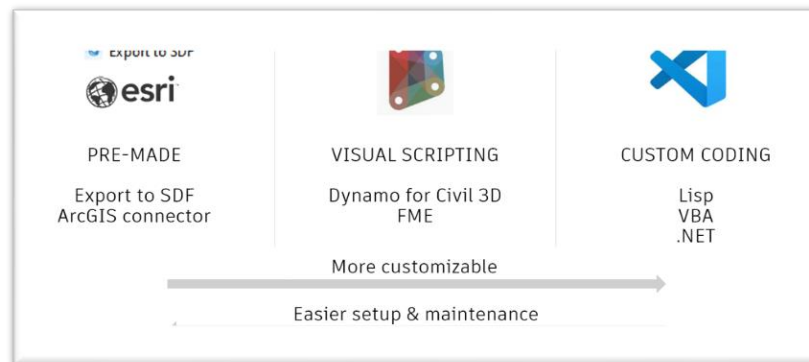 Export to SDF
esri
PRE-MADE
Export to SDF
ArcGIS connector
VISUAL SCRIPTING
Dynamo for Civil 3D
FME
CUSTOM CODING
Lisp
VBA
.NET
More customizable
Easier setup & maintenance